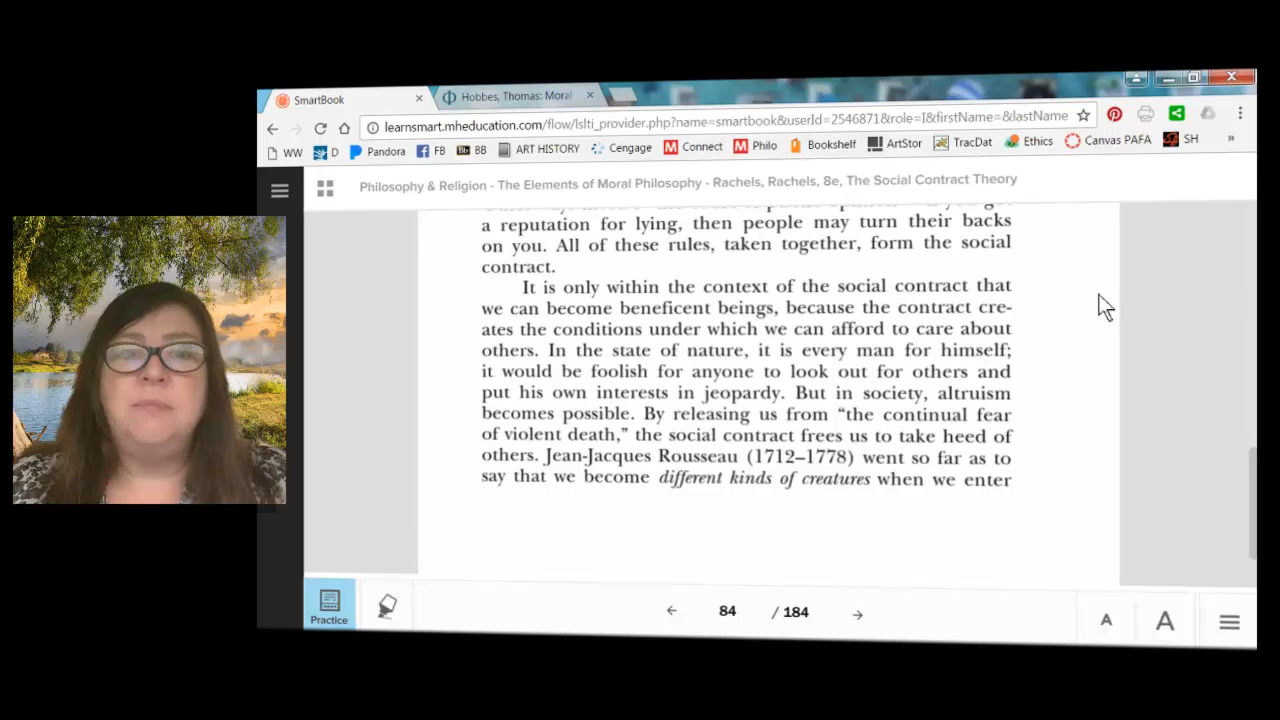 SmartBook
Hobbes, Thomas: Moral
learnsmart.mheducation.com/flow/lslti_provider.php?name=smartbook&userId=2546871&role=I&firstName=&lastName
WW D Pandora FB BB ART HISTORY Cengage Connect Philo Bookshelf ArtStor TracDat Ethics Canvas PAFA SH »
Philosophy & Religion - The Elements of Moral Philosophy - Rachels, Rachels, 8e, The Social Contract Theory
a reputation for lying, then people may turn their backs
on you. All of these rules, taken together, form the social
contract.
It is only within the context of the social contract that
we can become beneficent beings, because the contract cre-
ates the conditions under which we can afford to care about
others. In the state of nature, it is every man for himself;
it would be foolish for anyone to look out for others and
put his own interests in jeopardy. But in society, altruism
becomes possible. By releasing us from “the continual fear
of violent death,” the social contract frees us to take heed of
others. Jean-Jacques Rousseau (1712–1778) went so far as to
say that we become different kinds of creatures when we enter
Practice
84 / 184
A A